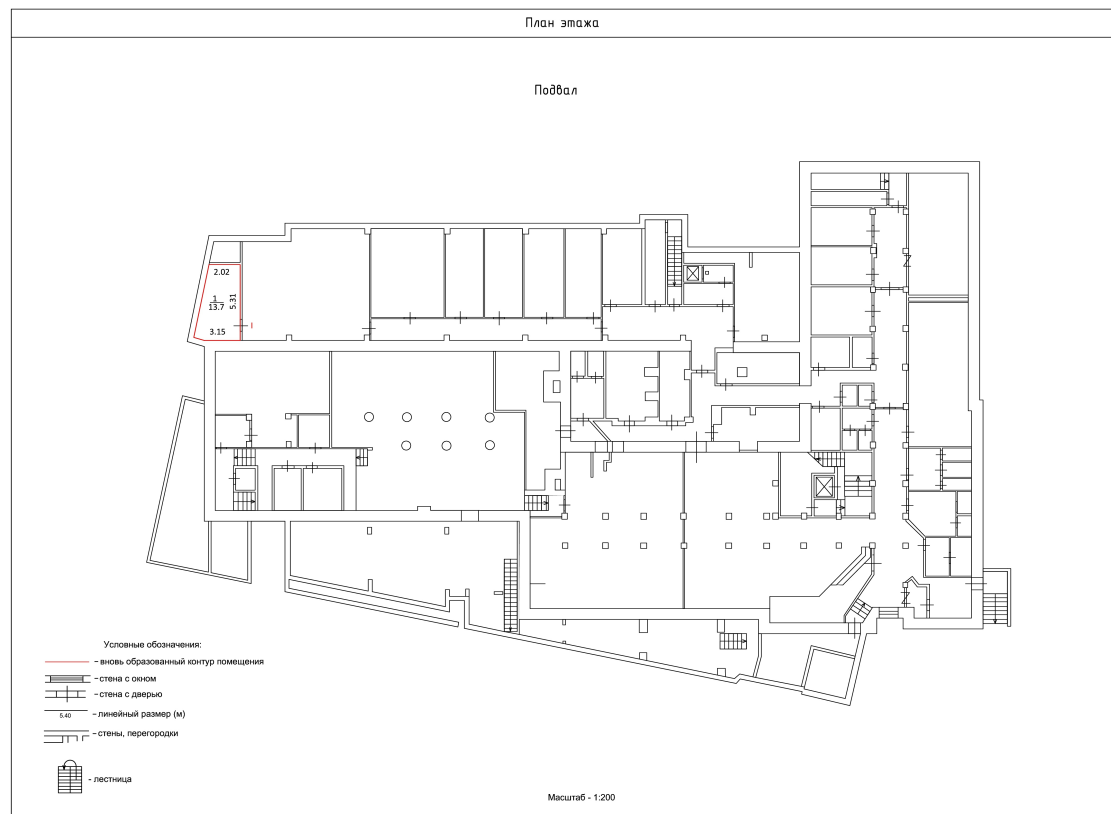 План этажа
Подвал
2.02
1
13.7
5.31
3.15
I
Условные обозначения:
- вновь образованный контур помещения
- стена с окном
- стена с дверью
5.40
- линейный размер (м)
- стены, перегородки
- лестница
Масштаб - 1:200